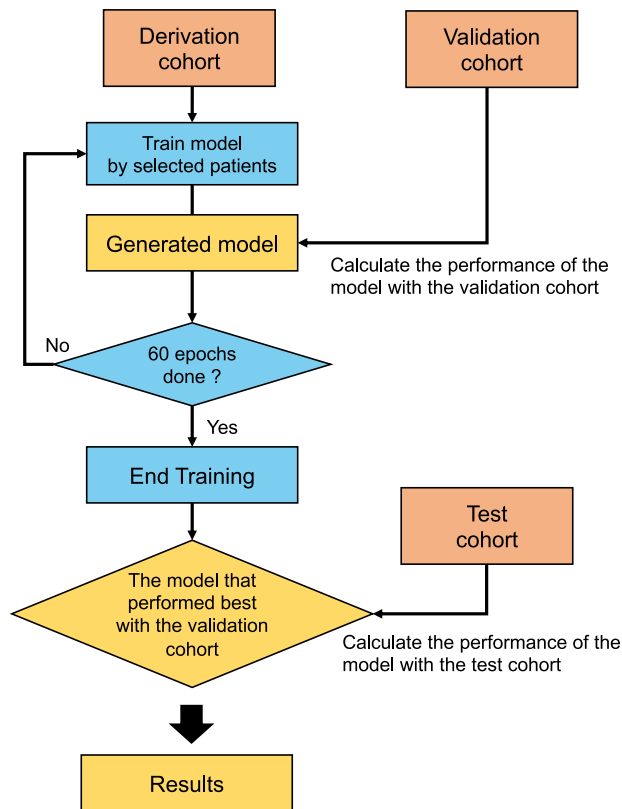 Derivation
cohort
Validation
cohort
Train model
by selected patients
Generated model
Calculate the performance of the
model with the validation cohort
No
60 epochs
done ?
Yes
End Training
Test
cohort
The model that
performed best
with the validation
cohort
Calculate the performance of the
model with the test cohort
Results